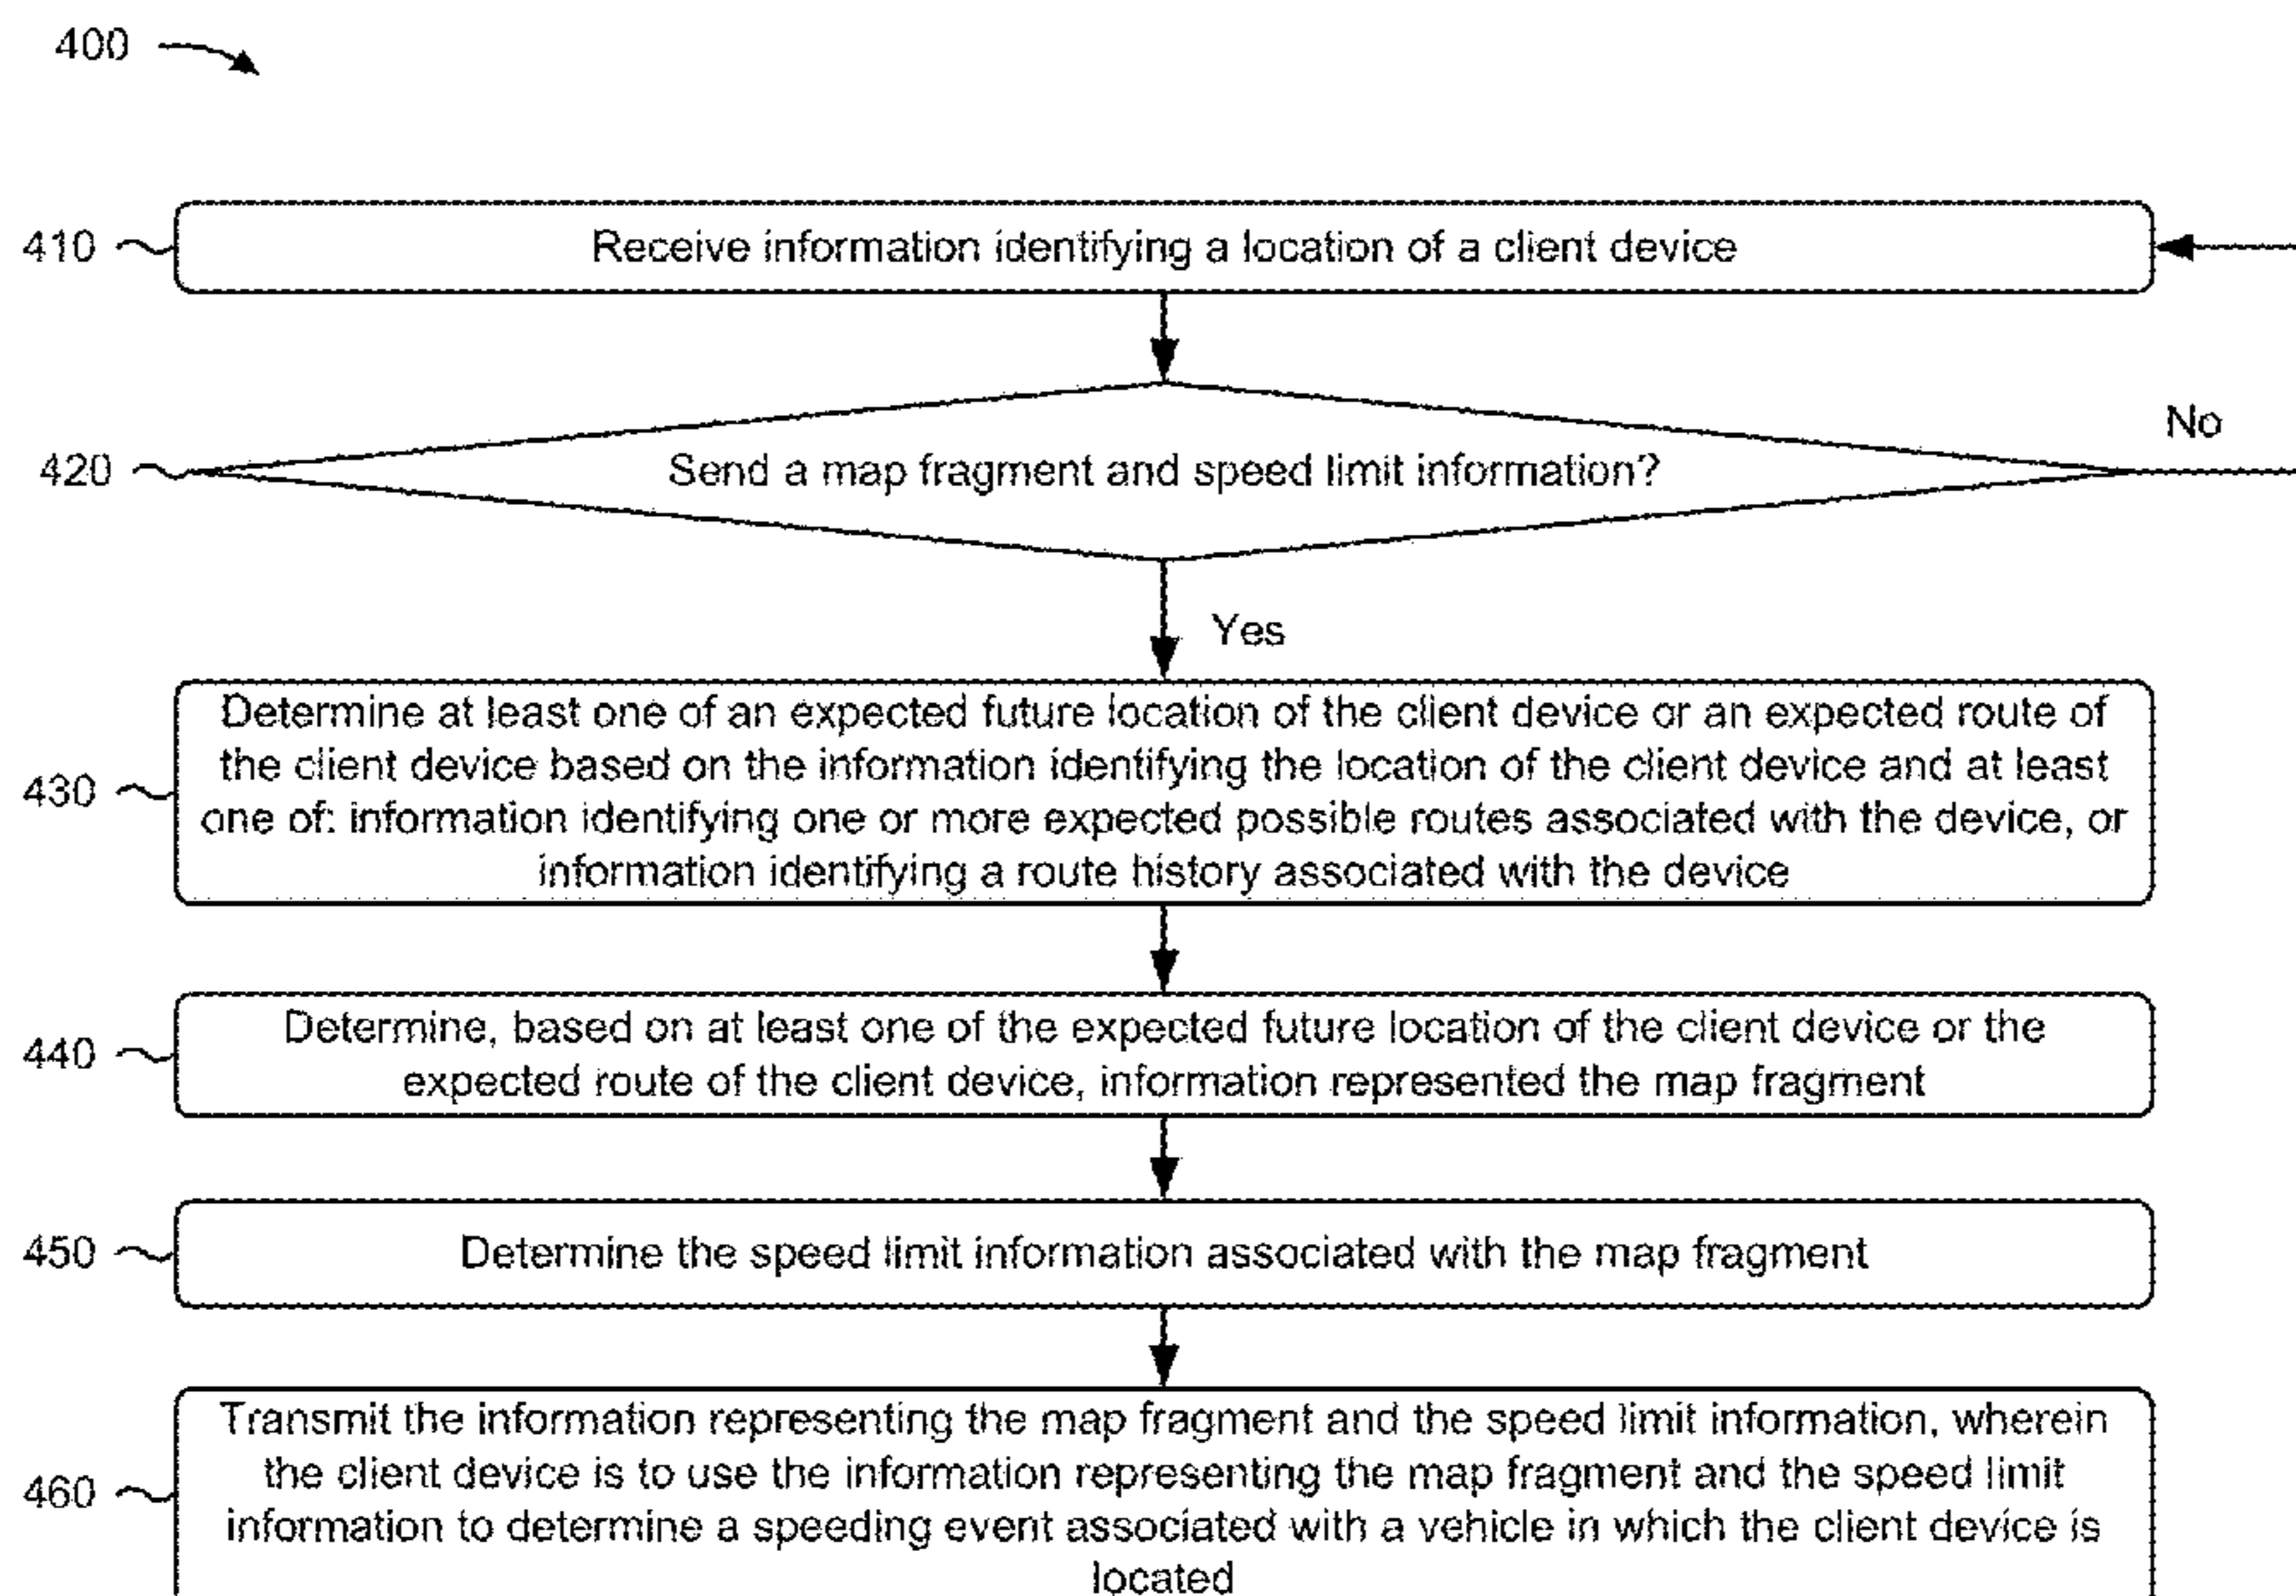 400
410
Receive information identifying a location of a client device
No
420
Send a map fragment and speed limit information?
Yes
430
Determine at least one of an expected future location of the client device or an expected route of
the client device based on the information identifying the location of the client device and at least
one of: information identifying one or more expected possible routes associated with the device, or
information identifying a route history associated with the device
440
Determine, based on at least one of the expected future location of the client device or the
expected route of the client device, information represented the map fragment
450
Determine the speed limit information associated with the map fragment
460
Transmit the information representing the map fragment and the speed limit information, wherein
the client device is to use the information representing the map fragment and the speed limit
information to determine a speeding event associated with a vehicle in which the client device is
located